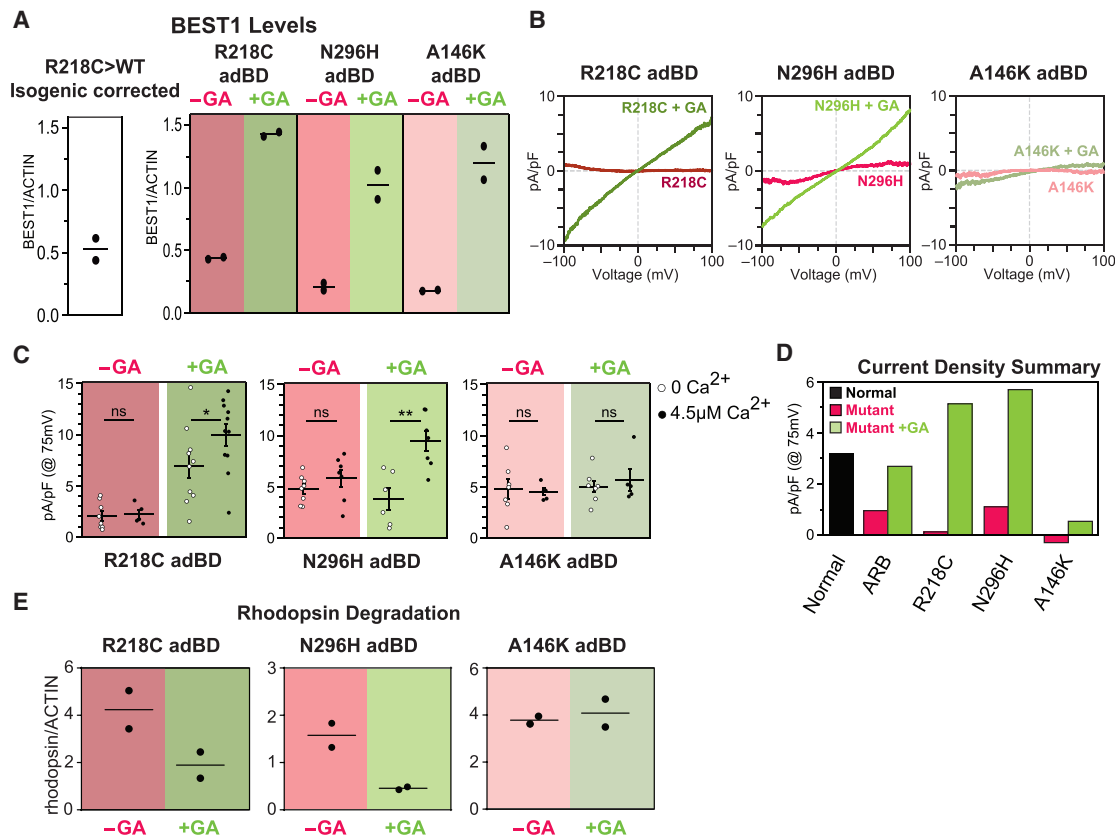 A
BEST1 Levels
R218C>WT
Isogenic corrected
R218C
adBD
N296H
adBD
A146K
adBD
–GA +GA –GA +GA –GA +GA
BEST1/ACTIN
1.5
1.0
0.5
0.0
BEST1/ACTIN
1.5
1.0
0.5
0.0
B
R218C adBD
N296H adBD
A146K adBD
pA/pF
10
0
–10
R218C + GA
R218C
–100 0 100
Voltage (mV)
pA/pF
10
0
–10
N296H + GA
N296H
–100 0 100
Voltage (mV)
pA/pF
10
0
–10
A146K + GA
A146K
–100 0 100
Voltage (mV)
C
–GA +GA
–GA +GA
–GA +GA
pA/pF (@ 75mV)
15
10
5
0
ns *
R218C adBD
15
10
5
0
ns **
N296H adBD
15
10
5
0
ns ns
A146K adBD
0 Ca2+
4.5µM Ca2+
D
Current Density Summary
Normal
Mutant
Mutant +GA
pA/pF (@ 75mV)
6
4
2
0
Normal
ARB
R218C
N296H
A146K
E
Rhodopsin Degradation
R218C adBD
N296H adBD
A146K adBD
rhodopsin/ACTIN
6
4
2
0
–GA +GA
3
2
1
0
–GA +GA
6
4
2
0
–GA +GA